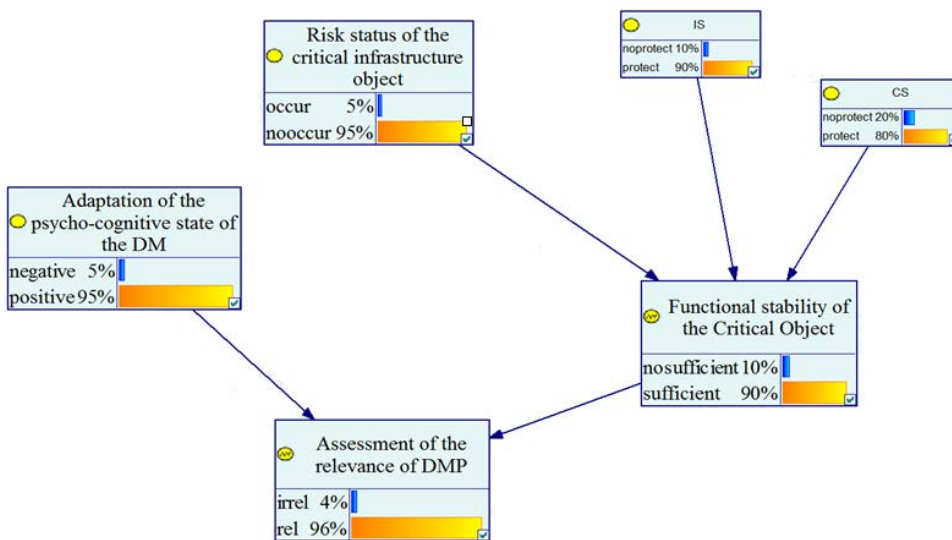 Risk status of the
critical infrastructure
object
occur 5%
nooccur 95%
IS
noprotect 10%
protect 90%
CS
noprotect 20%
protect 80%
Adaptation of the
psycho-cognitive state of
the DM
negative 5%
positive 95%
Functional stability of
the Critical Object
nosufficient 10%
sufficient 90%
Assessment of the
relevance of DMP
irrel 4%
rel 96%